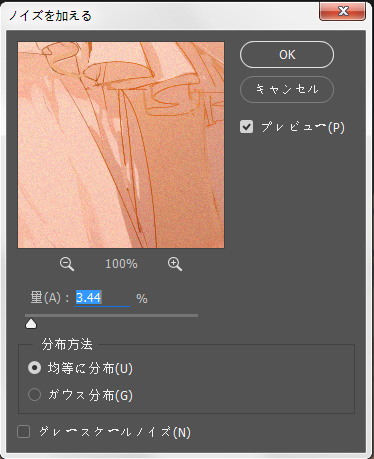 ノイズを加える
OK
キャンセル
プレビュー(P)
100%
量(A) : 3.44 %
分布方法
均等に分布(U)
ガウス分布(G)
グレースケールノイズ(N)